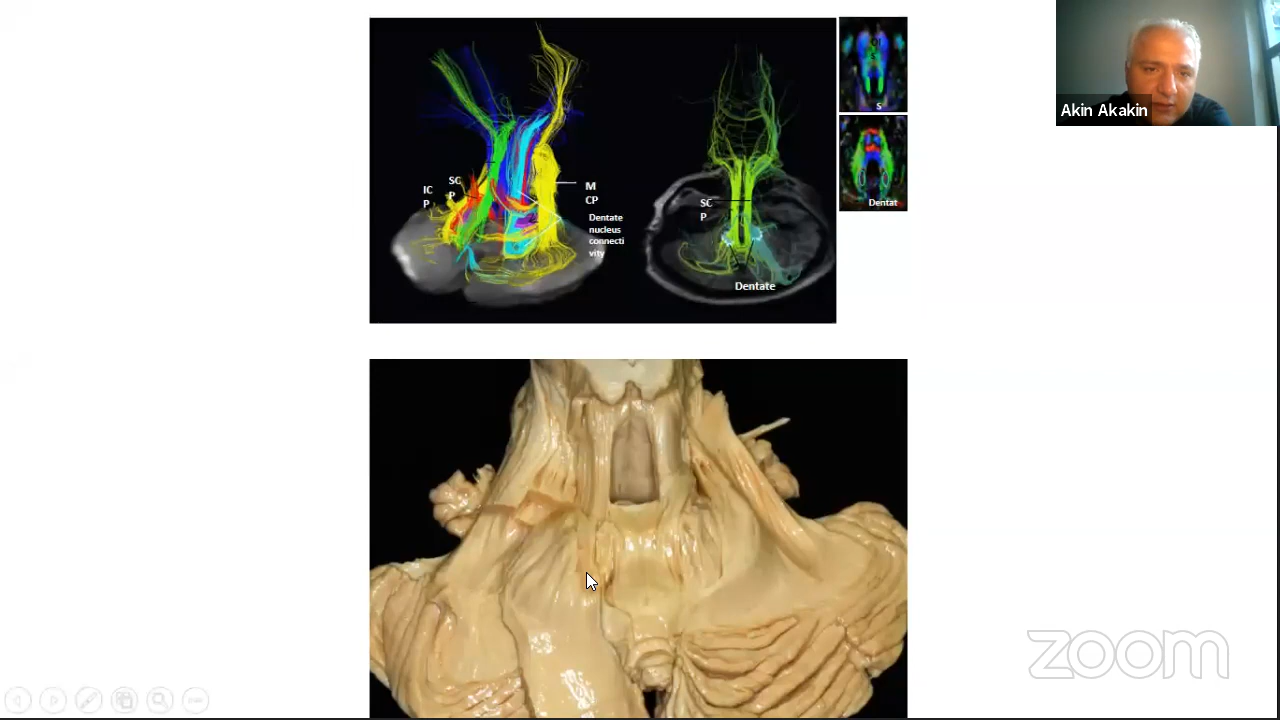 SC
P
IC
P
M
CP
Dentate
nucleus
connecti
vity
SC
P
Dentate
S
Dentat
Akin Akakin
zoom